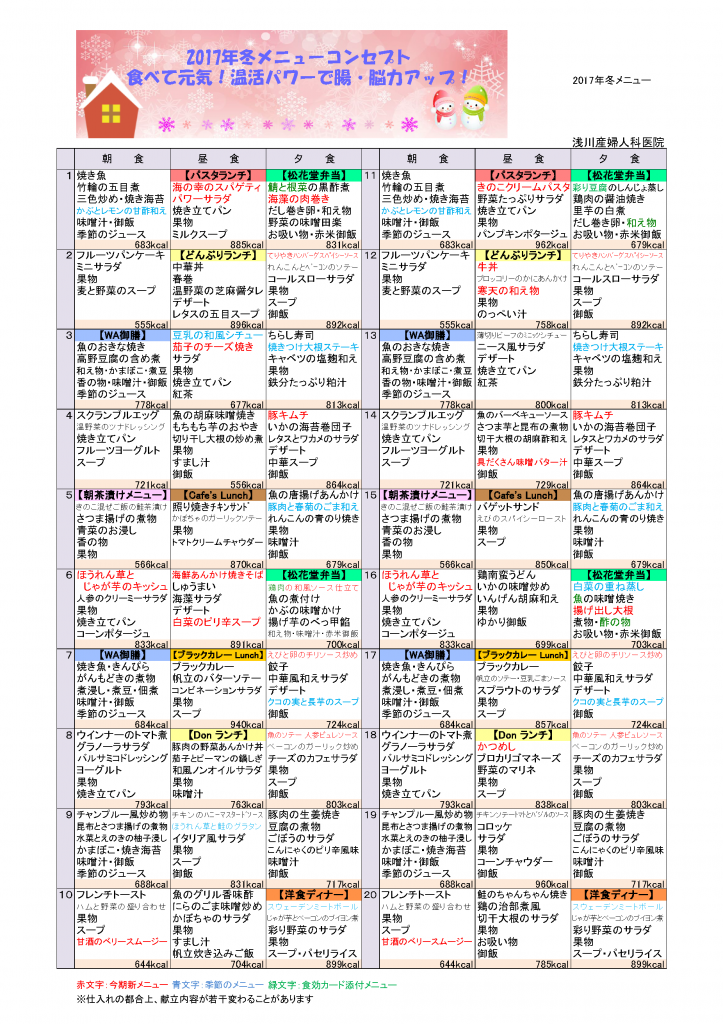 2017年冬メニューコンセプト
食べて元気！温活パワーで腸・脳力アップ！
2017年冬メニュー
浅川産婦人科医院
朝　食
昼　食
夕　食
朝　食
昼　食
夕　食
1
焼き魚
竹輪の五目煮
三色炒め・焼き海苔
かぶとレモンの甘酢和え
味噌汁・御飯
季節のジュース
683kcal
【パスタランチ】
海の幸のスパゲティ
パワーサラダ
焼き立てパン
果物
ミルクスープ
885kcal
【松花堂弁当】
鯖と根菜の黒酢煮
海藻の肉巻き
だし巻き卵・和え物
野菜の味噌田楽
お吸い物・赤米御飯
831kcal
11
焼き魚
竹輪の五目煮
三色炒め・焼き海苔
かぶとレモンの甘酢和え
味噌汁・御飯
季節のジュース
683kcal
【パスタランチ】
きのこクリームパスタ
野菜たっぷりサラダ
焼き立てパン
果物
パンプキンポタージュ
962kcal
【松花堂弁当】
彩り豆腐のしんじょ蒸し
鶏肉の醤油焼き
里芋の白煮
だし巻き卵・和え物
お吸い物・赤米御飯
679kcal
2
フルーツパンケーキ
ミニサラダ
果物
麦と野菜のスープ
555kcal
【どんぶりランチ】
中華丼
春巻
温野菜の芝麻醤タレ
デザート
レタスの五目スープ
896kcal
てりやきハンバーグスパイシーソース
れんこんとベーコンのソテー
コールスローサラダ
果物
スープ
御飯
892kcal
12
フルーツパンケーキ
ミニサラダ
果物
麦と野菜のスープ
555kcal
【どんぶりランチ】
牛丼
ブロッコリーのかにあんかけ
寒天の和え物
果物
のっぺい汁
758kcal
てりやきハンバーグスパイシーソース
れんこんとベーコンのソテー
コールスローサラダ
果物
スープ
御飯
892kcal
3
【WA御膳】
魚のおきな焼き
高野豆腐の含め煮
和え物・かまぼこ・煮豆
香の物・味噌汁・御飯
季節のジュース
778kcal
豆乳の和風シチュー
茄子のチーズ焼き
サラダ
果物
焼き立てパン
紅茶
677kcal
ちらし寿司
焼きつけ大根ステーキ
キャベツの塩麹和え
果物
鉄分たっぷり粕汁
813kcal
13
【WA御膳】
魚のおきな焼き
高野豆腐の含め煮
和え物・かまぼこ・煮豆
香の物・味噌汁・御飯
季節のジュース
778kcal
薄切りビーフのミニッツシチュー
ニース風サラダ
デザート
焼き立てパン
紅茶
800kcal
ちらし寿司
焼きつけ大根ステーキ
キャベツの塩麹和え
果物
鉄分たっぷり粕汁
813kcal
4
スクランブルエッグ
温野菜のツナドレッシング
焼き立てパン
フルーツヨーグルト
スープ
721kcal
魚の胡麻味噌焼き
もちもち芋のおやき
切り干し大根の炒め煮
果物
すまし汁
御飯
556kcal
豚キムチ
いかの海苔巻団子
レタスとワカメのサラダ
デザート
中華スープ
御飯
864kcal
14
スクランブルエッグ
温野菜のツナドレッシング
焼き立てパン
フルーツヨーグルト
スープ
721kcal
魚のバーベキューソース
さつま芋と昆布の煮物
切干大根の胡麻酢和え
果物
具だくさん味噌バター汁
御飯
729kcal
豚キムチ
いかの海苔巻団子
レタスとワカメのサラダ
デザート
中華スープ
御飯
864kcal
5
【朝茶漬けメニュー】
きのこ混ぜご飯の鮭茶漬け
さつま揚げの煮物
青菜のお浸し
香の物
果物
566kcal
【Cafe's Lunch】
照り焼きチキンサンド
かぼちゃのガーリックソテー
果物
トマトクリームチャウダー
870kcal
魚の唐揚げあんかけ
豚肉と春菊のごま和え
れんこんの青のり焼き
果物
味噌汁
御飯
679kcal
15
【朝茶漬けメニュー】
きのこ混ぜご飯の鮭茶漬け
さつま揚げの煮物
青菜のお浸し
香の物
果物
566kcal
【Cafe's Lunch】
バゲットサンド
えびのスパイシーロースト
果物
スープ
850kcal
魚の唐揚げあんかけ
豚肉と春菊のごま和え
れんこんの青のり焼き
果物
味噌汁
御飯
679kcal
6
ほうれん草と
じゃが芋のキッシュ
人参のクリーミーサラダ
果物
焼き立てパン
コーンポタージュ
833kcal
海鮮あんかけ焼きそば
しゅうまい
海藻サラダ
デザート
白菜のピリ辛スープ
891kcal
【松花堂弁当】
鶏肉の和風ソース仕立て
魚の煮付け
かぶの梅かけ
揚げ芋のべっ甲餡
和え物・味噌汁・赤米御飯
700kcal
16
ほうれん草と
じゃが芋のキッシュ
人参のクリーミーサラダ
果物
焼き立てパン
コーンポタージュ
833kcal
鶏南蛮うどん
いかの味噌炒め
いんげん胡麻和え
果物
ゆかり御飯
699kcal
【松花堂弁当】
白菜の重ね蒸し
魚の味噌焼き
揚げ出し大根
煮物・酢の物
お吸い物・赤米御飯
703kcal
7
【WA御膳】
焼き魚・きんぴら
がんもどきの煮物
煮浸し・煮豆・佃煮
味噌汁・御飯
季節のジュース
684kcal
【ブラックカレー Lunch】
ブラックカレー
帆立のバターソテー
コンビネーションサラダ
果物
スープ
940kcal
えびと卵のチリソース炒め
餃子
中華風和えサラダ
デザート
クコの実と長芋のスープ
御飯
724kcal
17
【WA御膳】
焼き魚・きんぴら
がんもどきの煮物
煮浸し・煮豆・佃煮
味噌汁・御飯
季節のジュース
684kcal
【ブラックカレー Lunch】
ブラックカレー
帆立のソテー・豆乳ごまソース
スプラウトのサラダ
果物
スープ
857kcal
えびと卵のチリソース炒め
餃子
中華風和えサラダ
デザート
クコの実と長芋のスープ
御飯
724kcal
8
ウインナーのトマト煮
グラノーラサラダ
バルサミコドレッシング
ヨーグルト
果物
焼き立てパン
793kcal
【Don ランチ】
豚肉の野菜あんかけ丼
茄子とピーマンの鍋しぎ
和風ノンオイルサラダ
果物
味噌汁
763kcal
魚のソテー 人参ピュレソース
ベーコンのガーリック炒め
チーズのカフェサラダ
果物
スープ
御飯
803kcal
18
ウインナーのトマト煮
グラノーラサラダ
バルサミコドレッシング
ヨーグルト
果物
焼き立てパン
793kcal
【Don ランチ】
かつめし
ブロカリゴマネーズ
野菜のマリネ
果物
スープ
838kcal
魚のソテー 人参ピュレソース
ベーコンのガーリック炒め
チーズのカフェサラダ
果物
スープ
御飯
803kcal
9
チャンプルー風炒め物
昆布とさつま揚げの煮物
水菜とえのきの柚子浸し
かまぼこ・焼き海苔
味噌汁・御飯
季節のジュース
688kcal
チキンのハニーマスタードソース
ほうれん草と鮭のグラタン
イタリア風サラダ
果物
スープ
御飯
831kcal
豚肉の生姜焼き
豆腐の煮物
ごぼうのサラダ
こんにゃくのピリ辛風味
味噌汁
御飯
717kcal
19
チャンプルー風炒め物
昆布とさつま揚げの煮物
水菜とえのきの柚子浸し
かまぼこ・焼き海苔
味噌汁・御飯
季節のジュース
688kcal
チキンソテートマトとバジルのソース
コロッケ
サラダ
果物
コーンチャウダー
御飯
960kcal
豚肉の生姜焼き
豆腐の煮物
ごぼうのサラダ
こんにゃくのピリ辛風味
味噌汁
御飯
717kcal
10
フレンチトースト
ハムと野菜の盛り合わせ
果物
スープ
甘酒のベリースムージー
644kcal
魚のグリル香味酢
にらのごま味噌炒め
かぼちゃのサラダ
果物
すまし汁
帆立炊き込みご飯
704kcal
【洋食ディナー】
スウェーデンミートボール
じゃが芋とベーコンのブイヨン煮
彩り野菜のサラダ
果物
スープ・パセリライス
899kcal
20
フレンチトースト
ハムと野菜の盛り合わせ
果物
スープ
甘酒のベリースムージー
644kcal
鮭のちゃんちゃん焼き
鶏の治部煮風
切干大根のサラダ
果物
お吸い物
御飯
785kcal
【洋食ディナー】
スウェーデンミートボール
じゃが芋とベーコンのブイヨン煮
彩り野菜のサラダ
果物
スープ・パセリライス
899kcal
赤文字：今期新メニュー 青文字：季節のメニュー 緑文字：食効カード添付メニュー
※仕入れの都合上、献立内容が若干変わることがあります